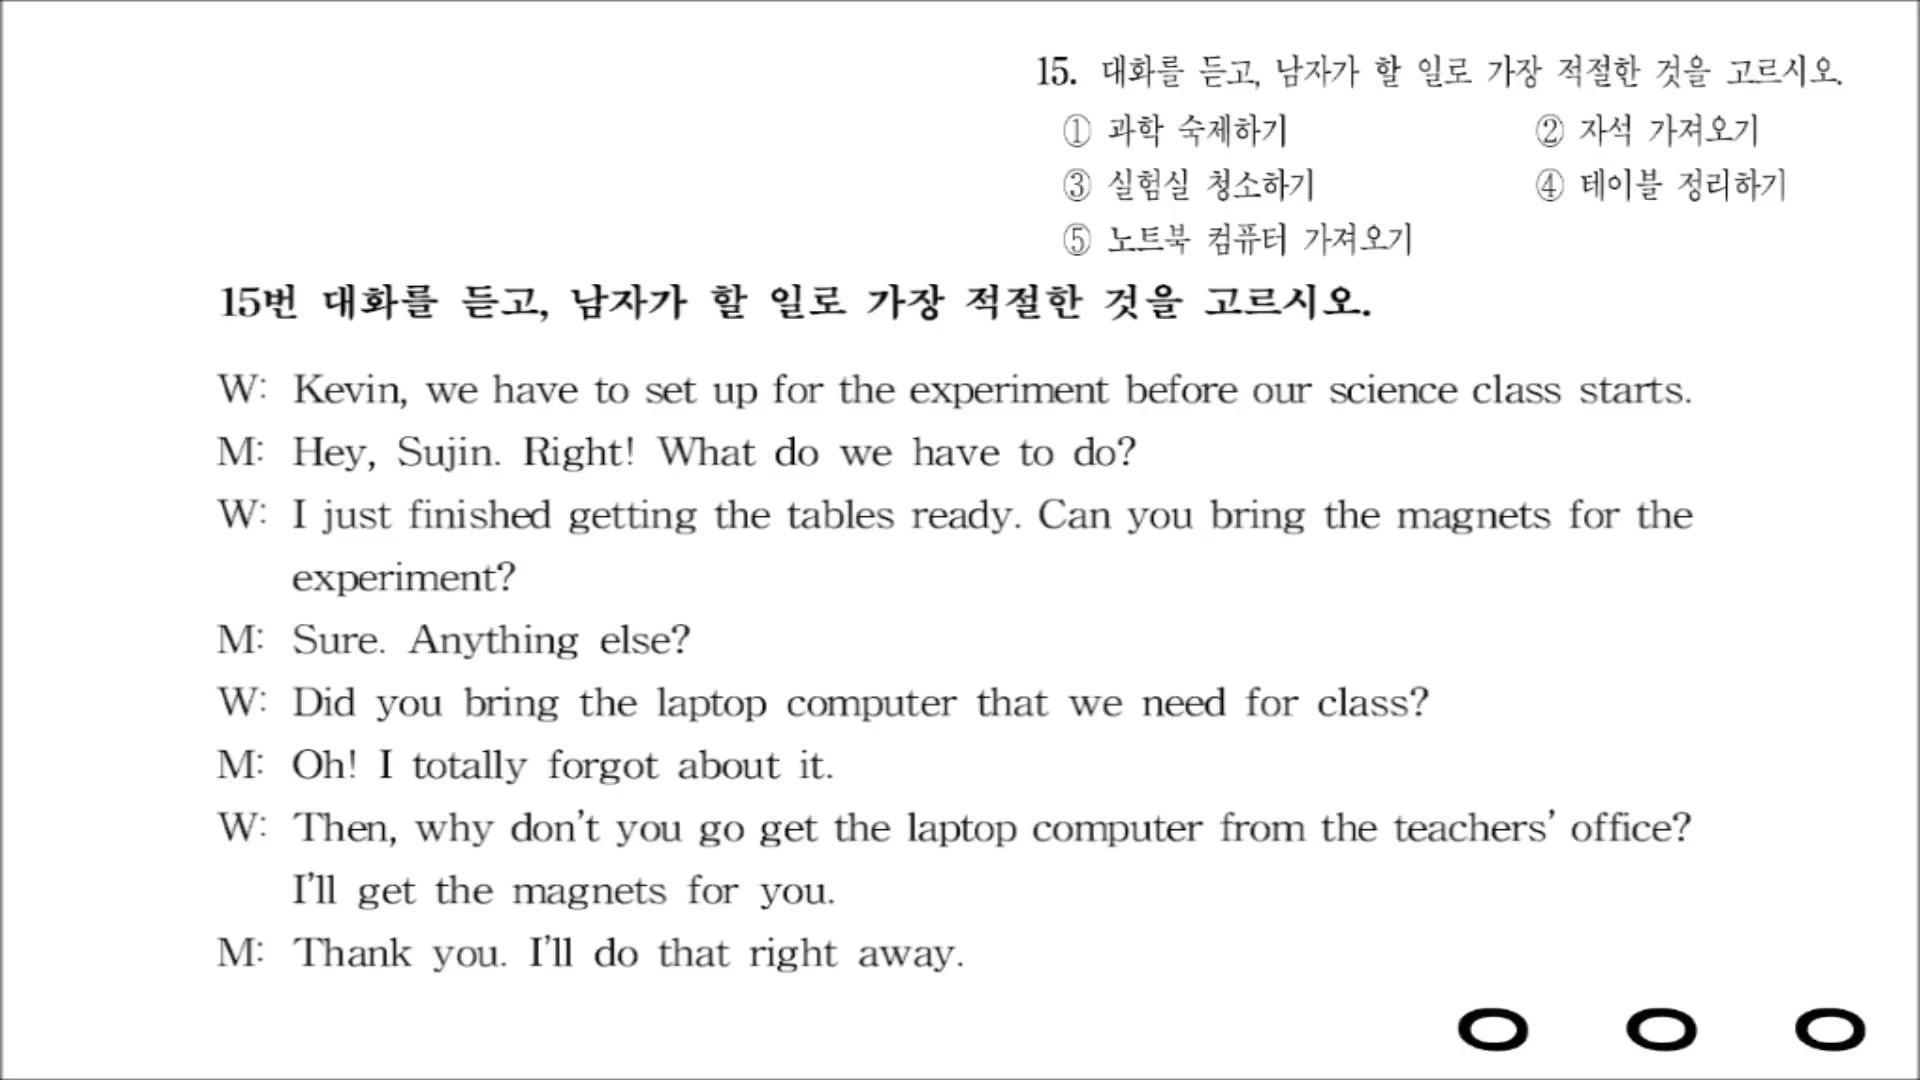 15. 대화를 듣고, 남자가 할 일로 가장 적절한 것을 고르시오.
① 과학 숙제하기 ② 자석 가져오기
③ 실험실 청소하기 ④ 테이블 정리하기
⑤ 노트북 컴퓨터 가져오기
15번 대화를 듣고, 남자가 할 일로 가장 적절한 것을 고르시오.
W: Kevin, we have to set up for the experiment before our science class starts.
M: Hey, Sujin. Right! What do we have to do?
W: I just finished getting the tables ready. Can you bring the magnets for the
experiment?
M: Sure. Anything else?
W: Did you bring the laptop computer that we need for class?
M: Oh! I totally forgot about it.
W: Then, why don't you go get the laptop computer from the teachers' office?
I'll get the magnets for you.
M: Thank you. I'll do that right away.